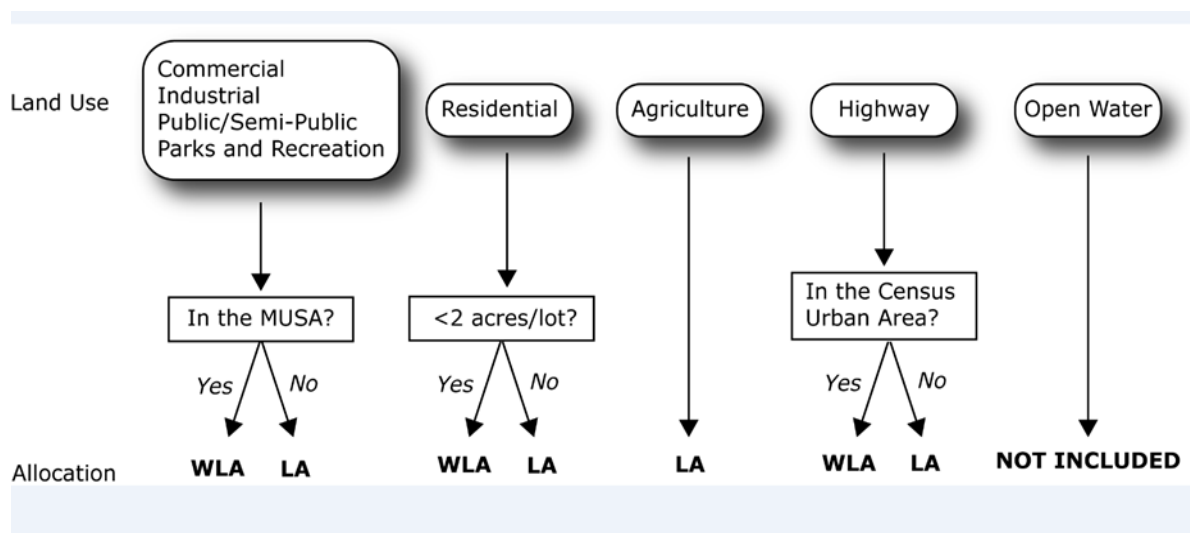 Land Use
Commercial
Industrial
Public/Semi-Public
Parks and Recreation
Residential
Agriculture
Highway
Open Water
In the MUSA?
<2 acres/lot?
In the Census
Urban Area?
Yes
No
Yes
No
Yes
No
Allocation
WLA
LA
WLA
LA
LA
WLA
LA
NOT INCLUDED